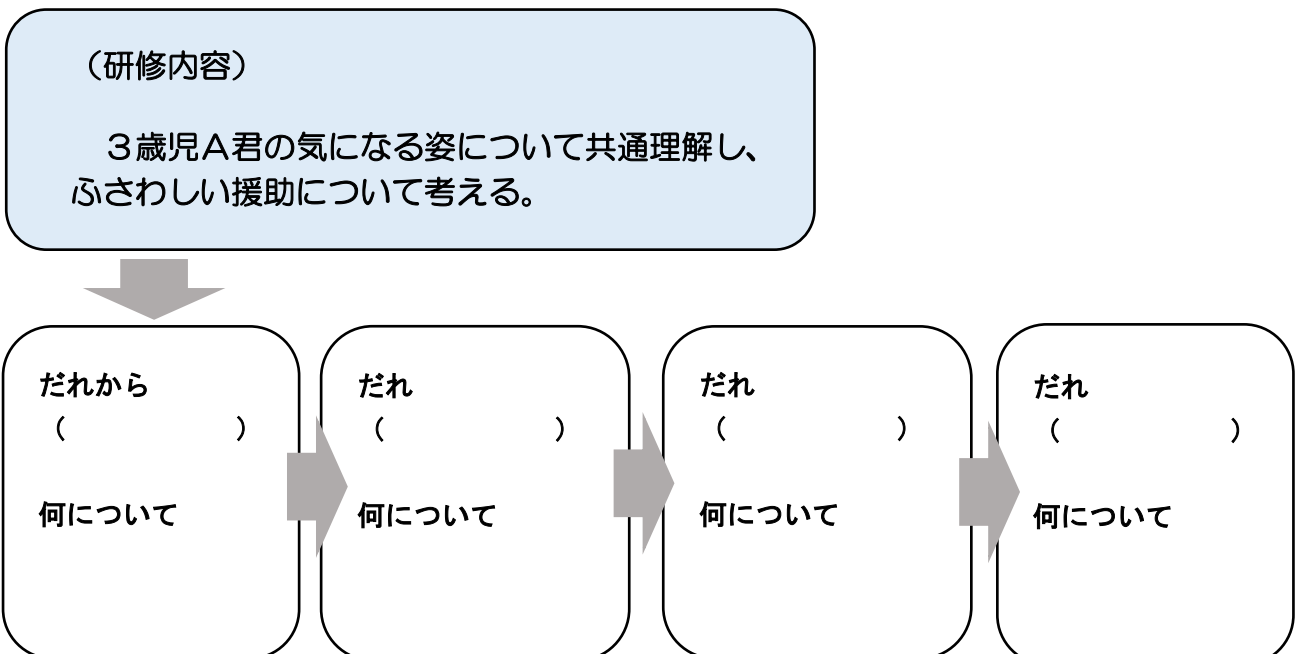 （研修内容）
３歳児Ａ君の気になる姿について共通理解し、
ふさわしい援助について考える。
だれから
（　　　　　　）
何について
だれ
（　　　　　　）
何について
だれ
（　　　　　　）
何について
だれ
（　　　　　　）
何について